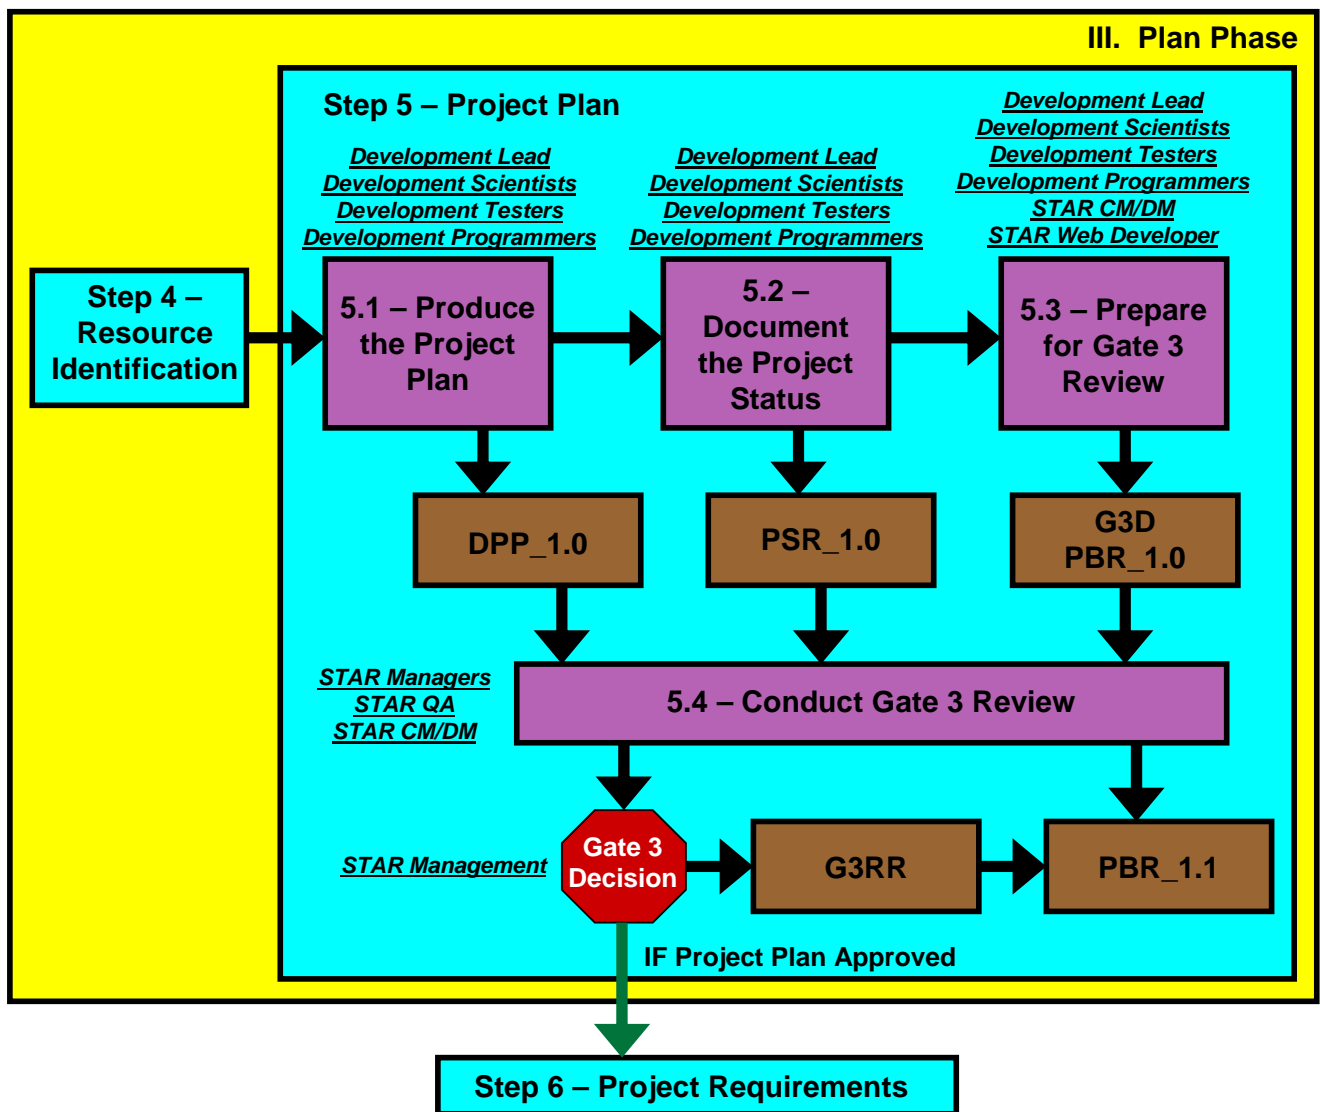 III. Plan Phase
Step 5 – Project Plan
Development Lead
Development Scientists
Development Testers
Development Programmers
Development Lead
Development Scientists
Development Testers
Development Programmers
Development Lead
Development Scientists
Development Testers
Development Programmers
STAR CM/DM
STAR Web Developer
Step 4 –
Resource
Identification
5.1 – Produce
the Project
Plan
5.2 –
Document
the Project
Status
5.3 – Prepare
for Gate 3
Review
DPP_1.0
PSR_1.0
G3D
PBR_1.0
STAR Managers
STAR QA
STAR CM/DM
5.4 – Conduct Gate 3 Review
STAR Management
Gate 3
Decision
G3RR
PBR_1.1
IF Project Plan Approved
Step 6 – Project Requirements